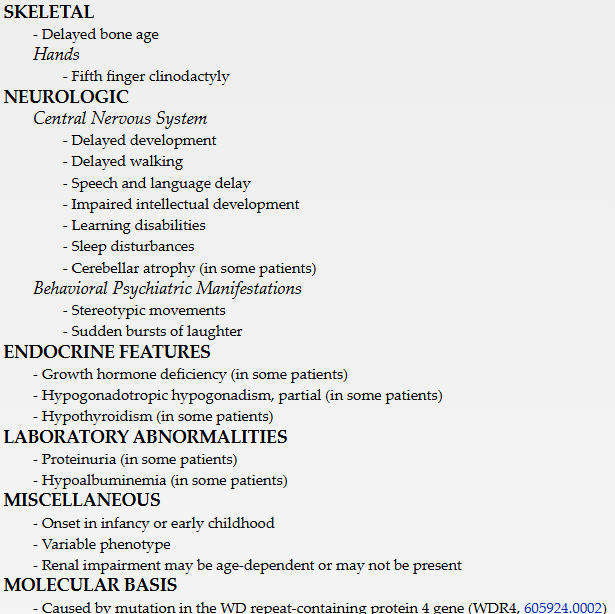 SKELETAL
- Delayed bone age
Hands
- Fifth finger clinodactyly
NEUROLOGIC
Central Nervous System
- Delayed development
- Delayed walking
- Speech and language delay
- Impaired intellectual development
- Learning disabilities
- Sleep disturbances
- Cerebellar atrophy (in some patients)
Behavioral Psychiatric Manifestations
- Stereotypic movements
- Sudden bursts of laughter
ENDOCRINE FEATURES
- Growth hormone deficiency (in some patients)
- Hypogonadotropic hypogonadism, partial (in some patients)
- Hypothyroidism (in some patients)
LABORATORY ABNORMALITIES
- Proteinuria (in some patients)
- Hypoalbuminemia (in some patients)
MISCELLANEOUS
- Onset in infancy or early childhood
- Variable phenotype
- Renal impairment may be age-dependent or may not be present
MOLECULAR BASIS
- Caused by mutation in the WD repeat-containing protein 4 gene (WDR4, 605924.0002)